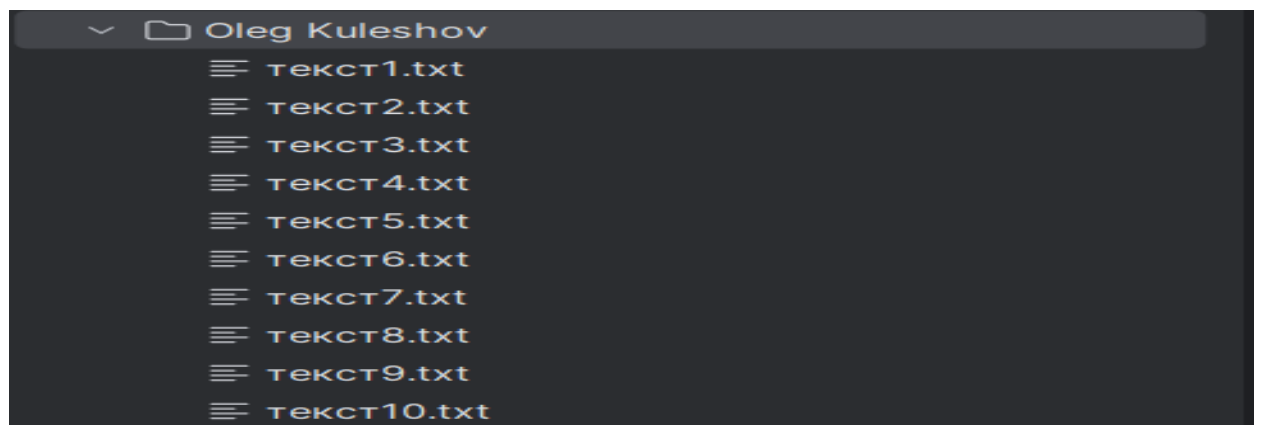 Oleg Kuleshov
текст1.txt
текст2.txt
текст3.txt
текст4.txt
текст5.txt
текст6.txt
текст7.txt
текст8.txt
текст9.txt
текст10.txt